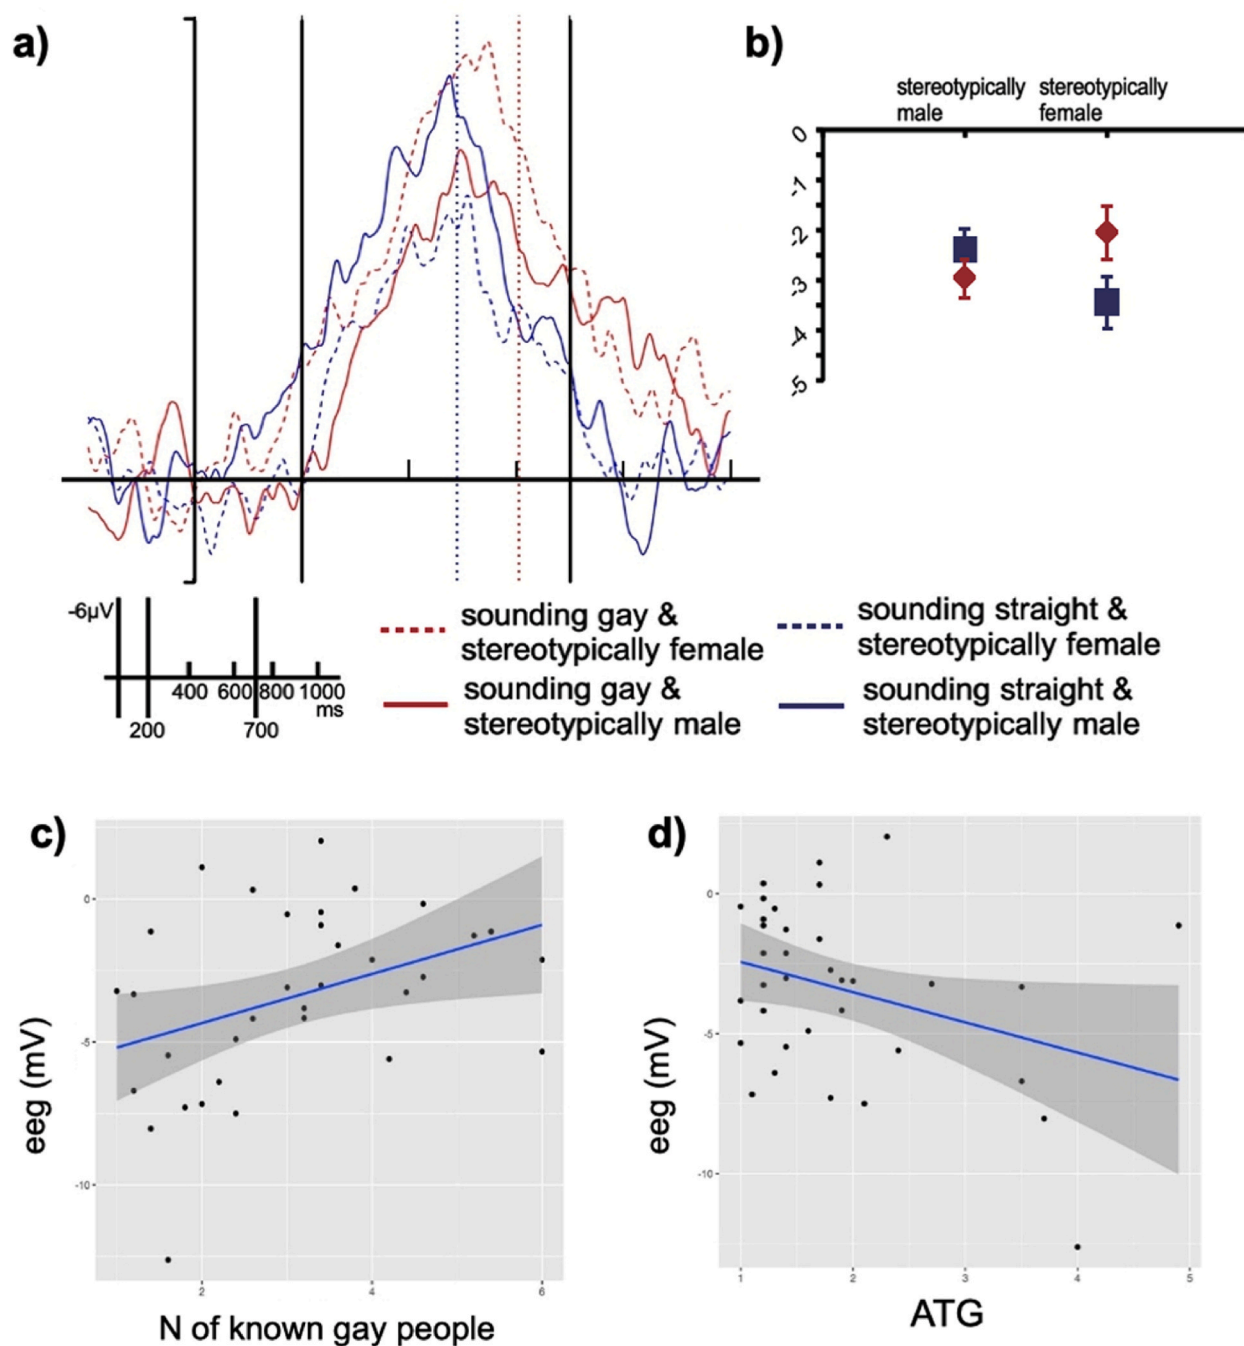 a)
b)
stereotypically
male
stereotypically
female
0
-1
-2
-3
-4
-5
-6µV
400 600 800 1000
ms
200 700
sounding gay &
stereotypically female
sounding straight &
stereotypically female
sounding gay &
stereotypically male
sounding straight &
stereotypically male
c)
eeg (mV)
0
-5
-10
2 4 6
N of known gay people
d)
eeg (mV)
0
-5
-10
1 2 3 4 5
ATG